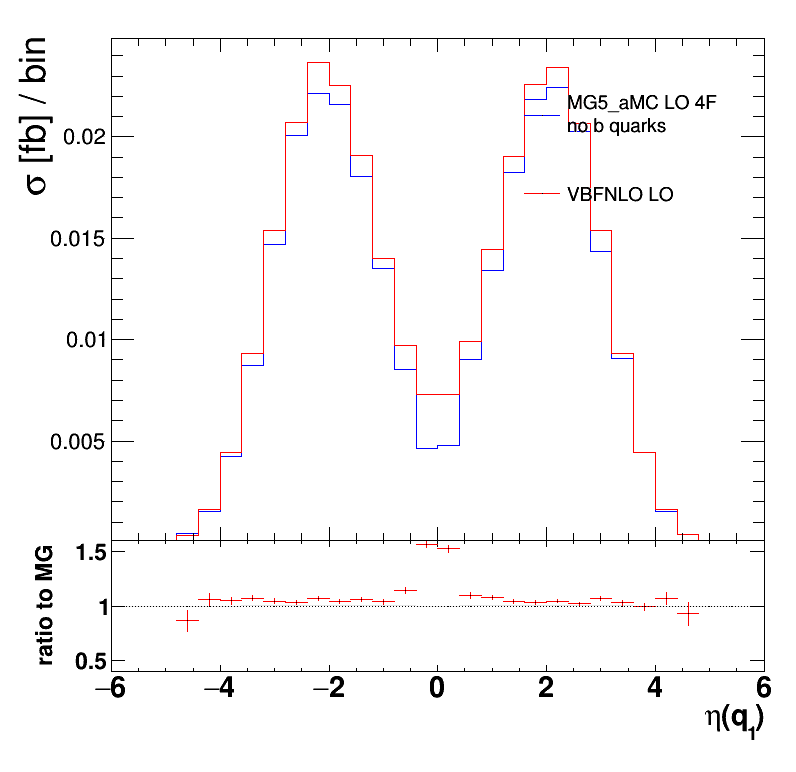 σ [fb] / bin
0.02
0.015
0.01
0.005
MG5_aMC LO 4F
no b quarks
VBFNLO LO
ratio to MG
1.5
1
0.5
−6 −4 −2 0 2 4 6
η(q₁)